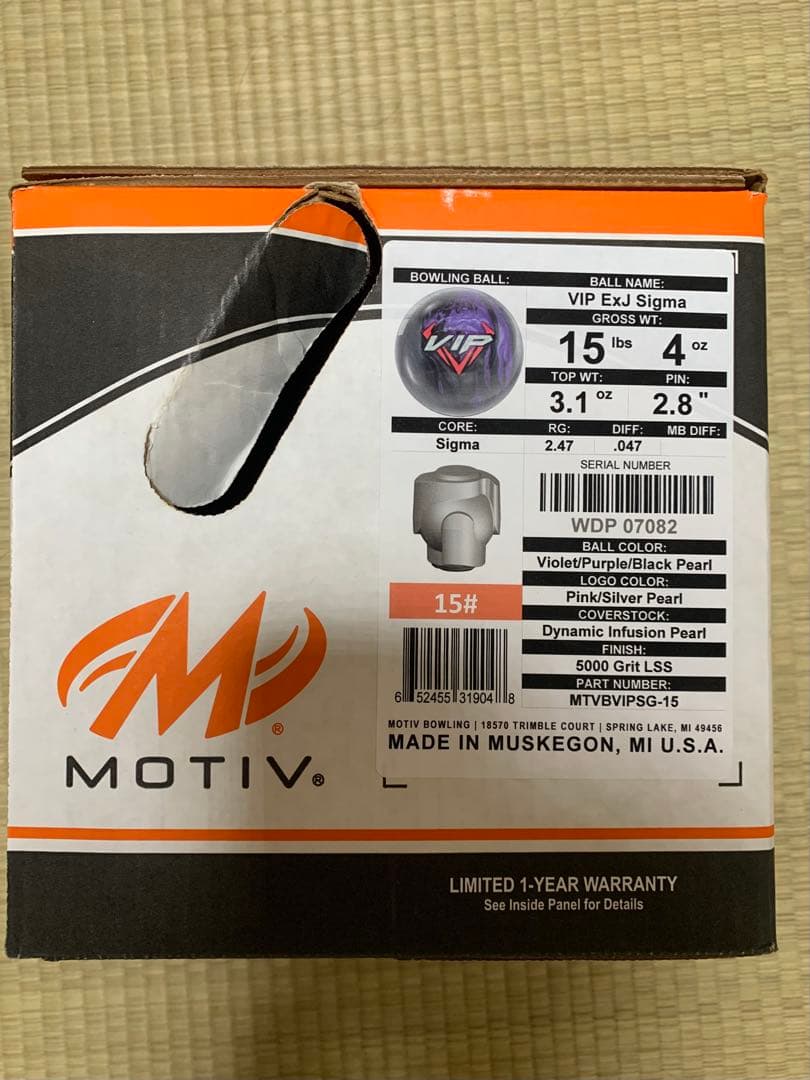 BOWLING BALL:
BALL NAME:
VIP ExJ Sigma
GROSS WT:
15 lbs 4 oz
TOP WT: PIN:
3.1 oz 2.8 "
VIP
CORE: RG: DIFF: MB DIFF:
Sigma 2.47 .047
SERIAL NUMBER
WDP 07082
BALL COLOR:
Violet/Purple/Black Pearl
LOGO COLOR:
Pink/Silver Pearl
15#
COVERSTOCK:
Dynamic Infusion Pearl
FINISH:
5000 Grit LSS
PART NUMBER:
MTVBVIPSG-15
6 52455 31904 8
MOTIV BOWLING | 18570 TRIMBLE COURT | SPRING LAKE, MI 49456
MADE IN MUSKEGON, MI U.S.A.
M®
MOTIV®
LIMITED 1-YEAR WARRANTY
See Inside Panel for Details